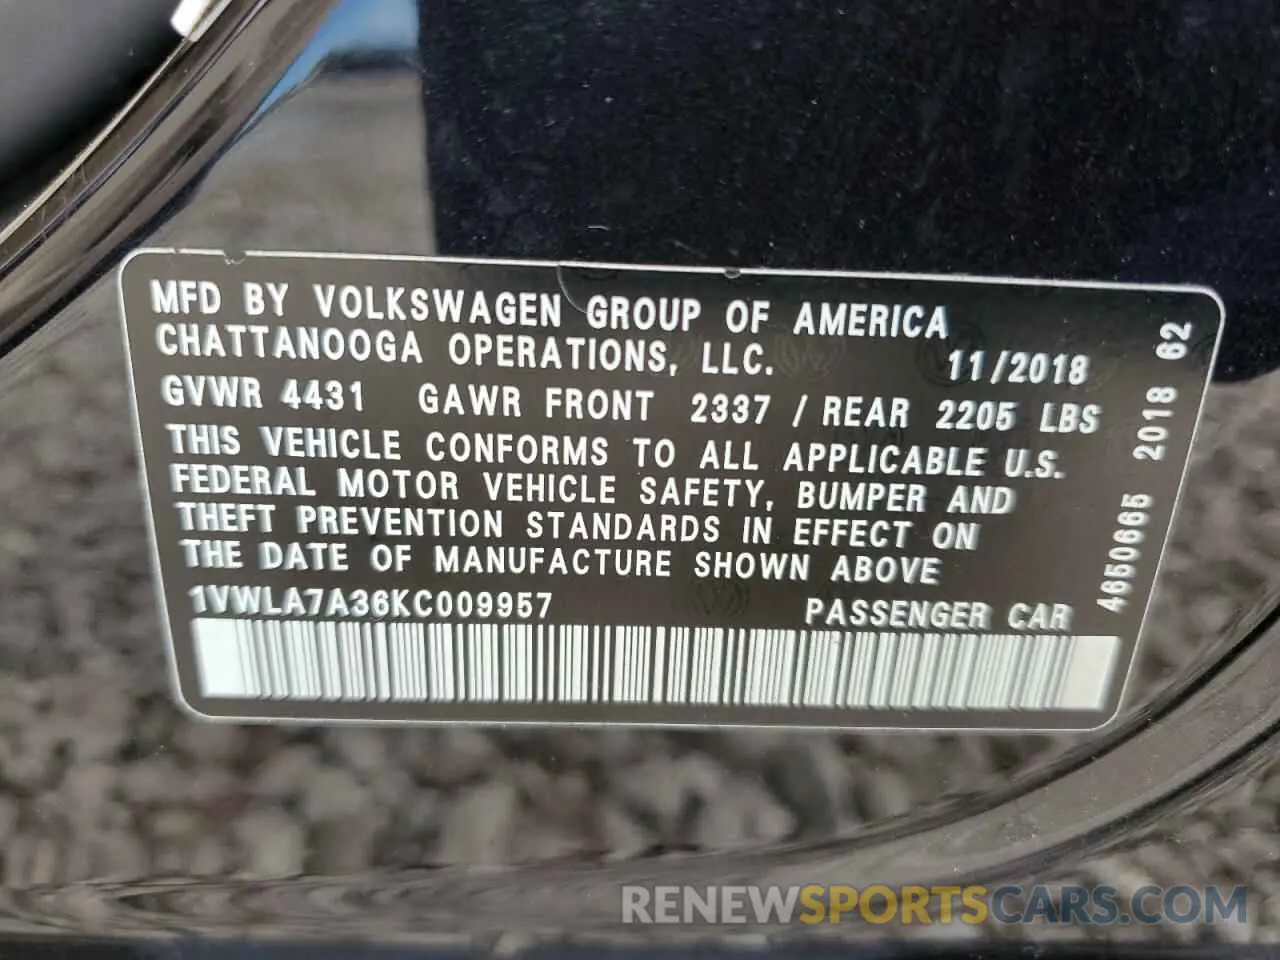 MFD BY VOLKSWAGEN GROUP OF AMERICA
CHATTANOOGA OPERATIONS, LLC. 11/2018
GVWR 4431 GAWR FRONT 2337 / REAR 2205 LBS
THIS VEHICLE CONFORMS TO ALL APPLICABLE U.S.
FEDERAL MOTOR VEHICLE SAFETY, BUMPER AND
THEFT PREVENTION STANDARDS IN EFFECT ON
THE DATE OF MANUFACTURE SHOWN ABOVE
1VWLA7A36KC009957 PASSENGER CAR
4650665 2018 62
RENEWSPORTSCARS.COM